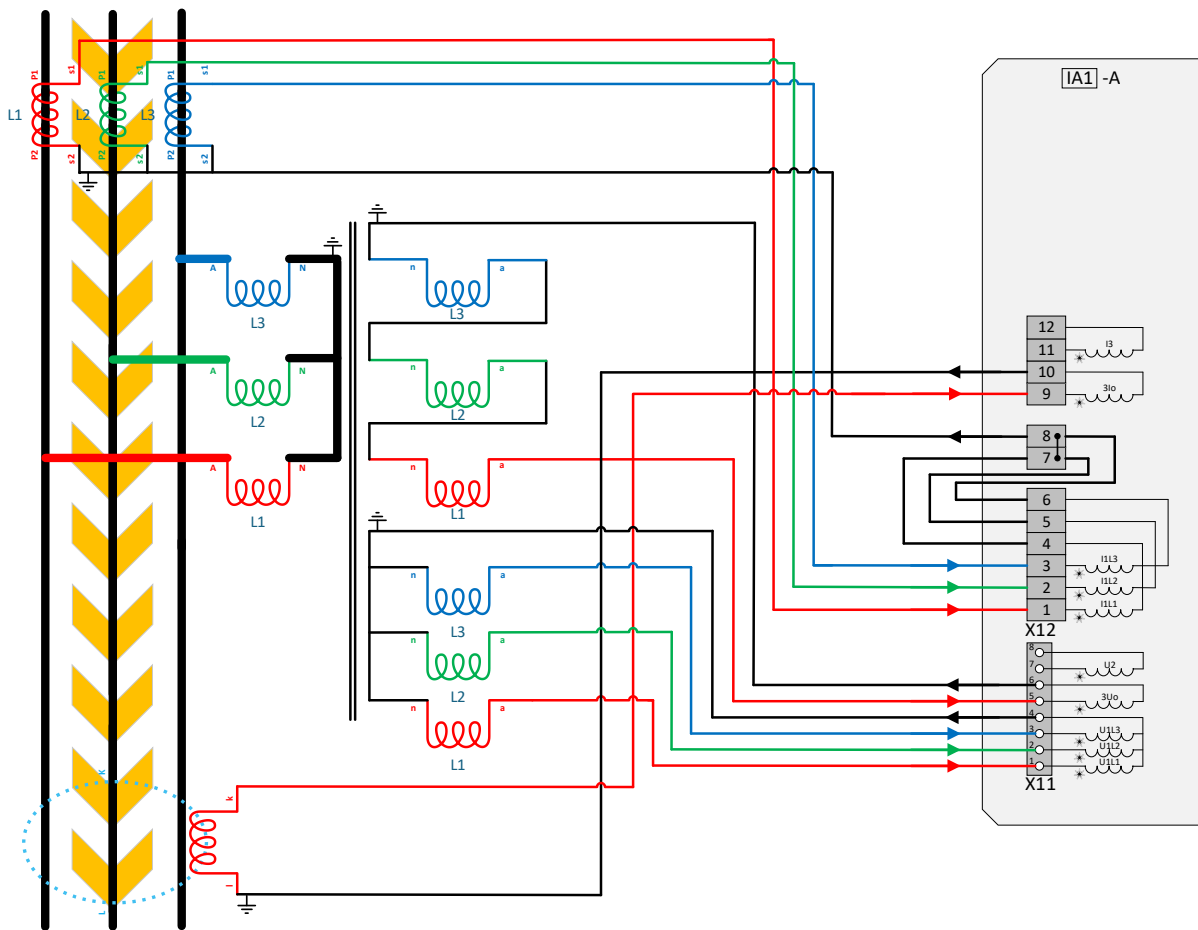 IA1 -A
P1 s1 P1 s1 P1 s1
L1 L2 L3
P2 s2 P2 s2 P2 s2
A N n a
L3 L3
A N n a
L2 L2
A N n a
L1 L1
n a
L3
n a
L2
n a
L1
12
11 I3
10
9 3Io
8
7
6
5
4
3 I1L3
2 I1L2
1 I1L1
X12
8
7 U2
6
5 3Uo
4
3 U1L3
2 U1L2
1 U1L1
X11
K k
L l